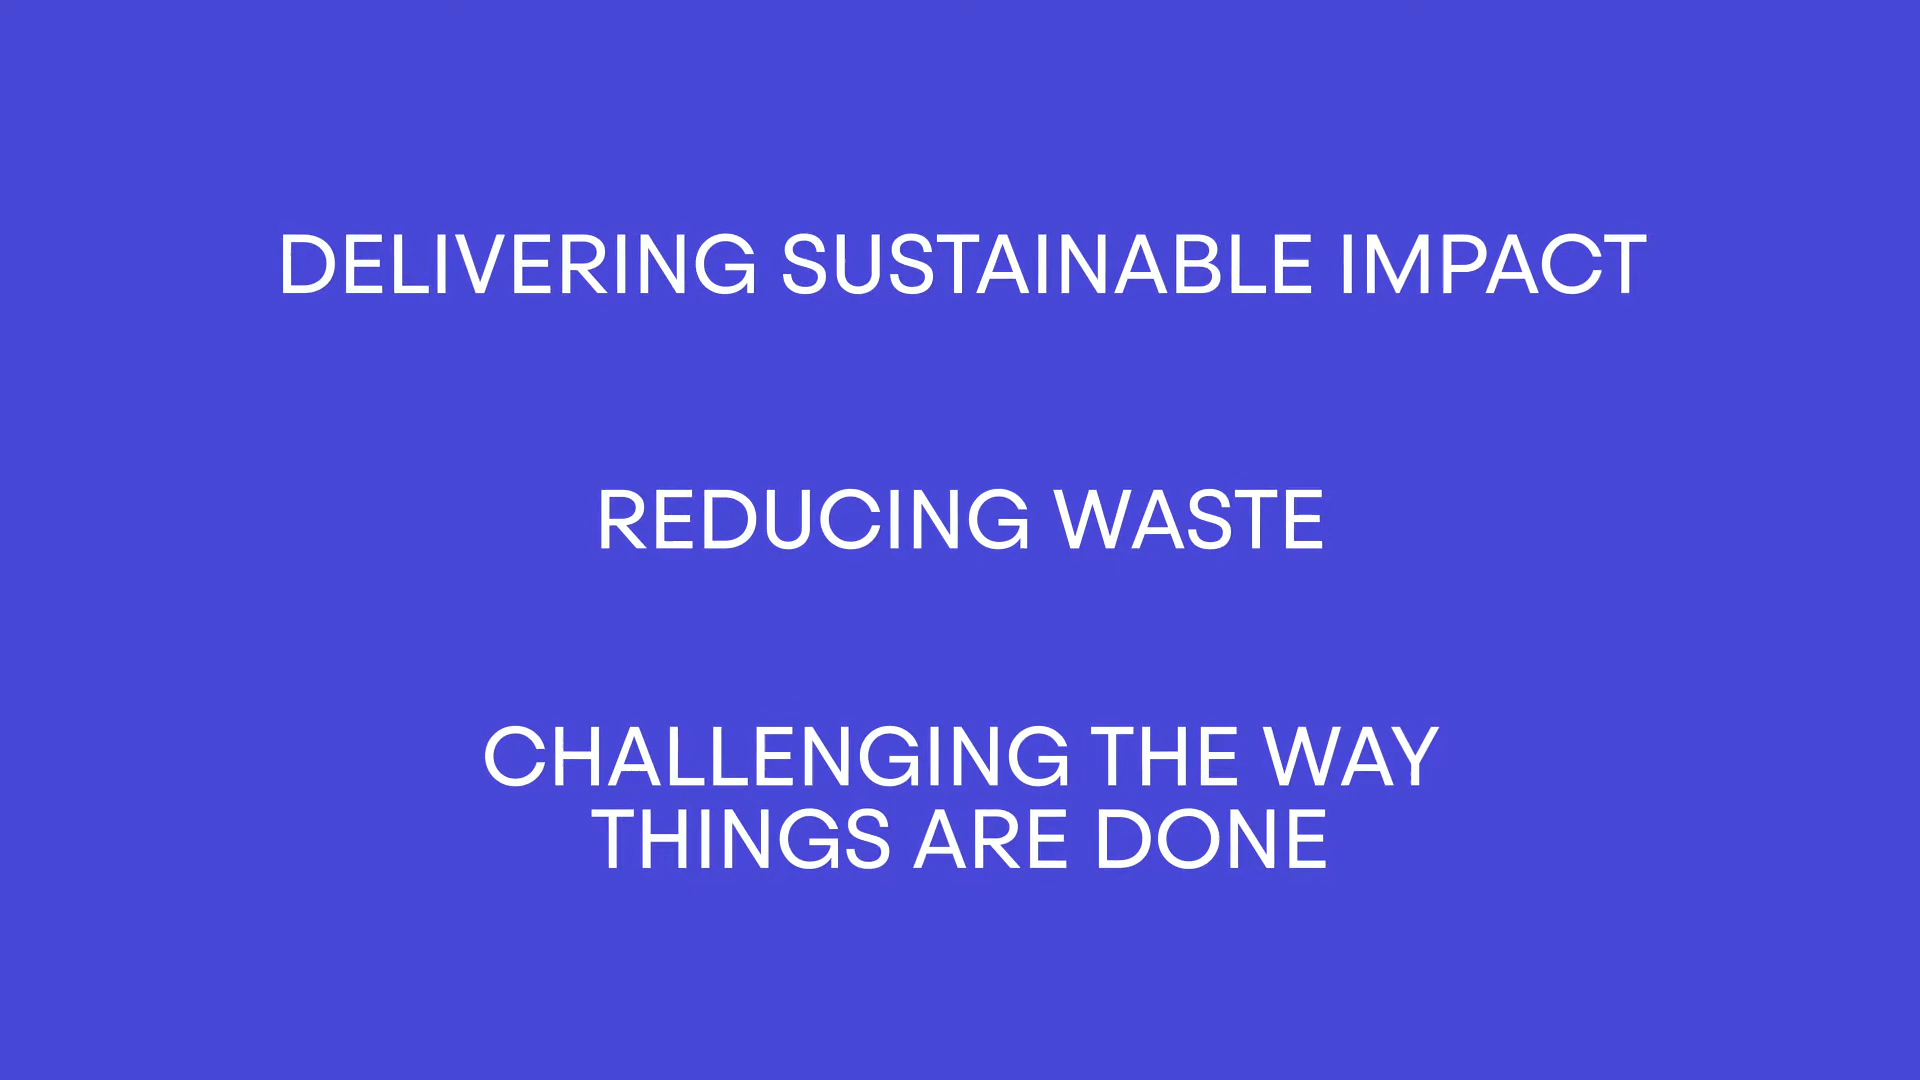 DELIVERING SUSTAINABLE IMPACT
REDUCING WASTE
CHALLENGING THE WAY
THINGS ARE DONE